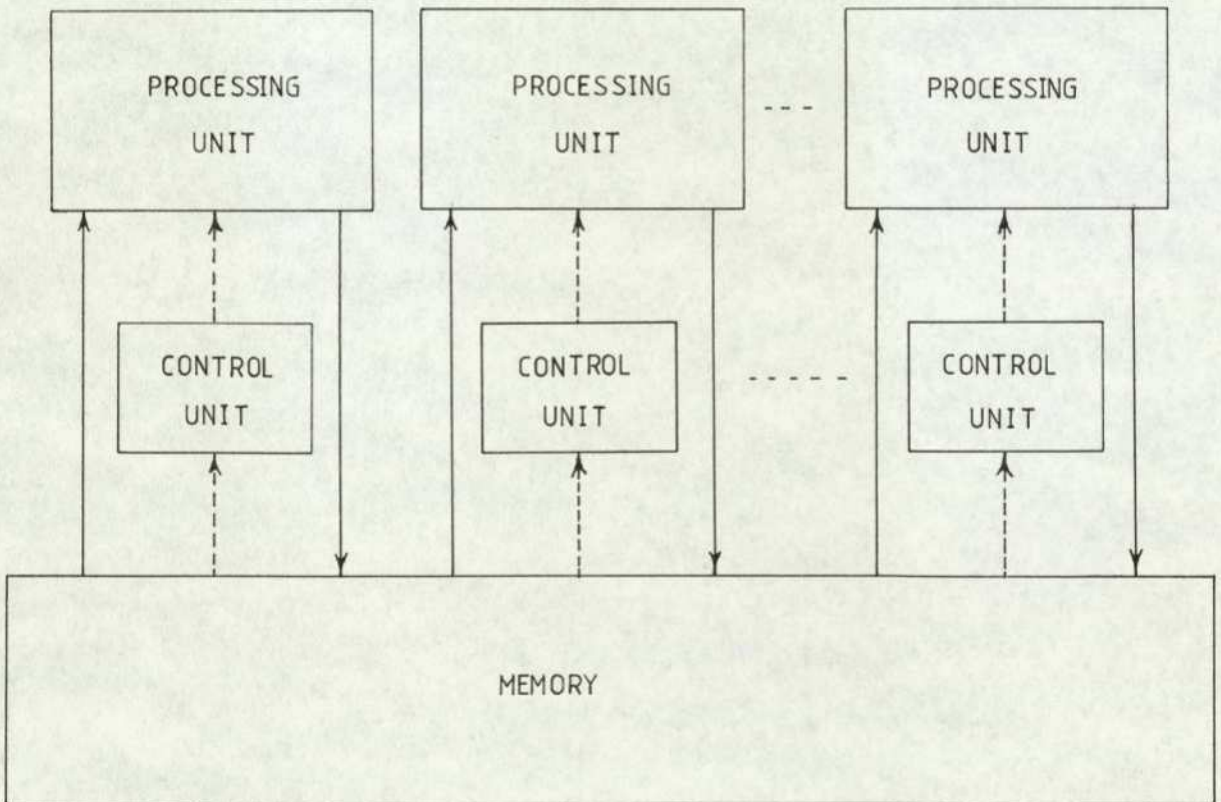 PROCESSING
UNIT
PROCESSING
UNIT
PROCESSING
UNIT
CONTROL
UNIT
CONTROL
UNIT
CONTROL
UNIT
MEMORY